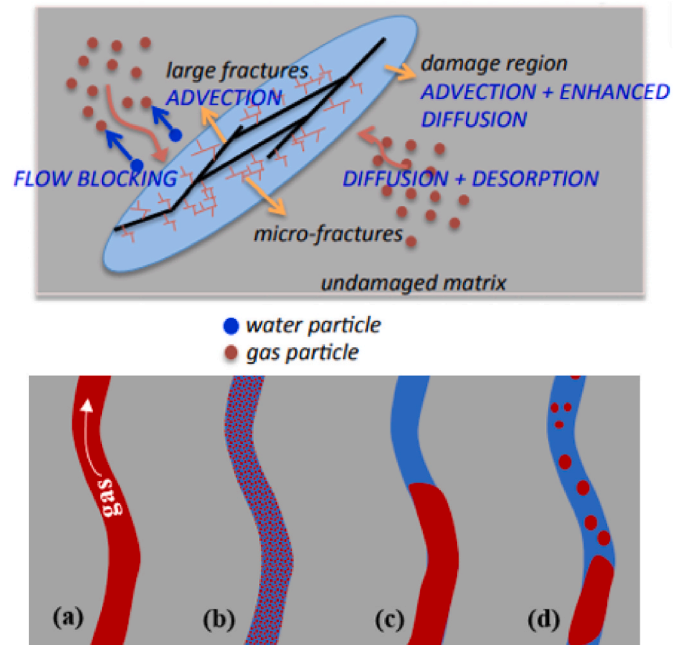 large fractures
ADVECTION
damage region
ADVECTION + ENHANCED
DIFFUSION
FLOW BLOCKING
DIFFUSION + DESORPTION
micro-fractures
undamaged matrix
water particle
gas particle
gas
(a) (b) (c) (d)